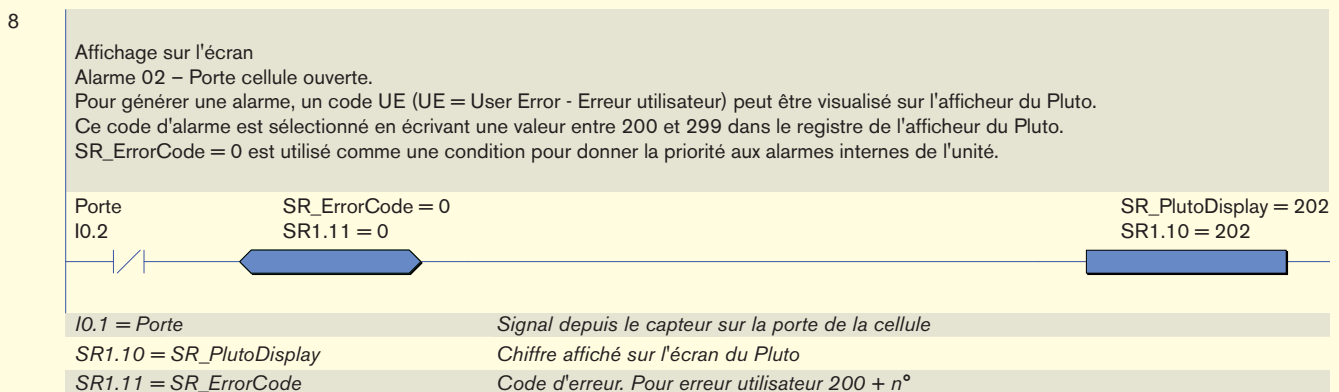 8
Affichage sur l'écran
Alarme 02 – Porte cellule ouverte.
Pour générer une alarme, un code UE (UE = User Error - Erreur utilisateur) peut être visualisé sur l'afficheur du Pluto.
Ce code d'alarme est sélectionné en écrivant une valeur entre 200 et 299 dans le registre de l'afficheur du Pluto.
SR_ErrorCode = 0 est utilisé comme une condition pour donner la priorité aux alarmes internes de l'unité.
Porte SR_ErrorCode = 0 SR_PlutoDisplay = 202
I0.2 SR1.11 = 0 SR1.10 = 202
I0.1 = Porte Signal depuis le capteur sur la porte de la cellule
SR1.10 = SR_PlutoDisplay Chiffre affiché sur l'écran du Pluto
SR1.11 = SR_ErrorCode Code d'erreur. Pour erreur utilisateur 200 + n°